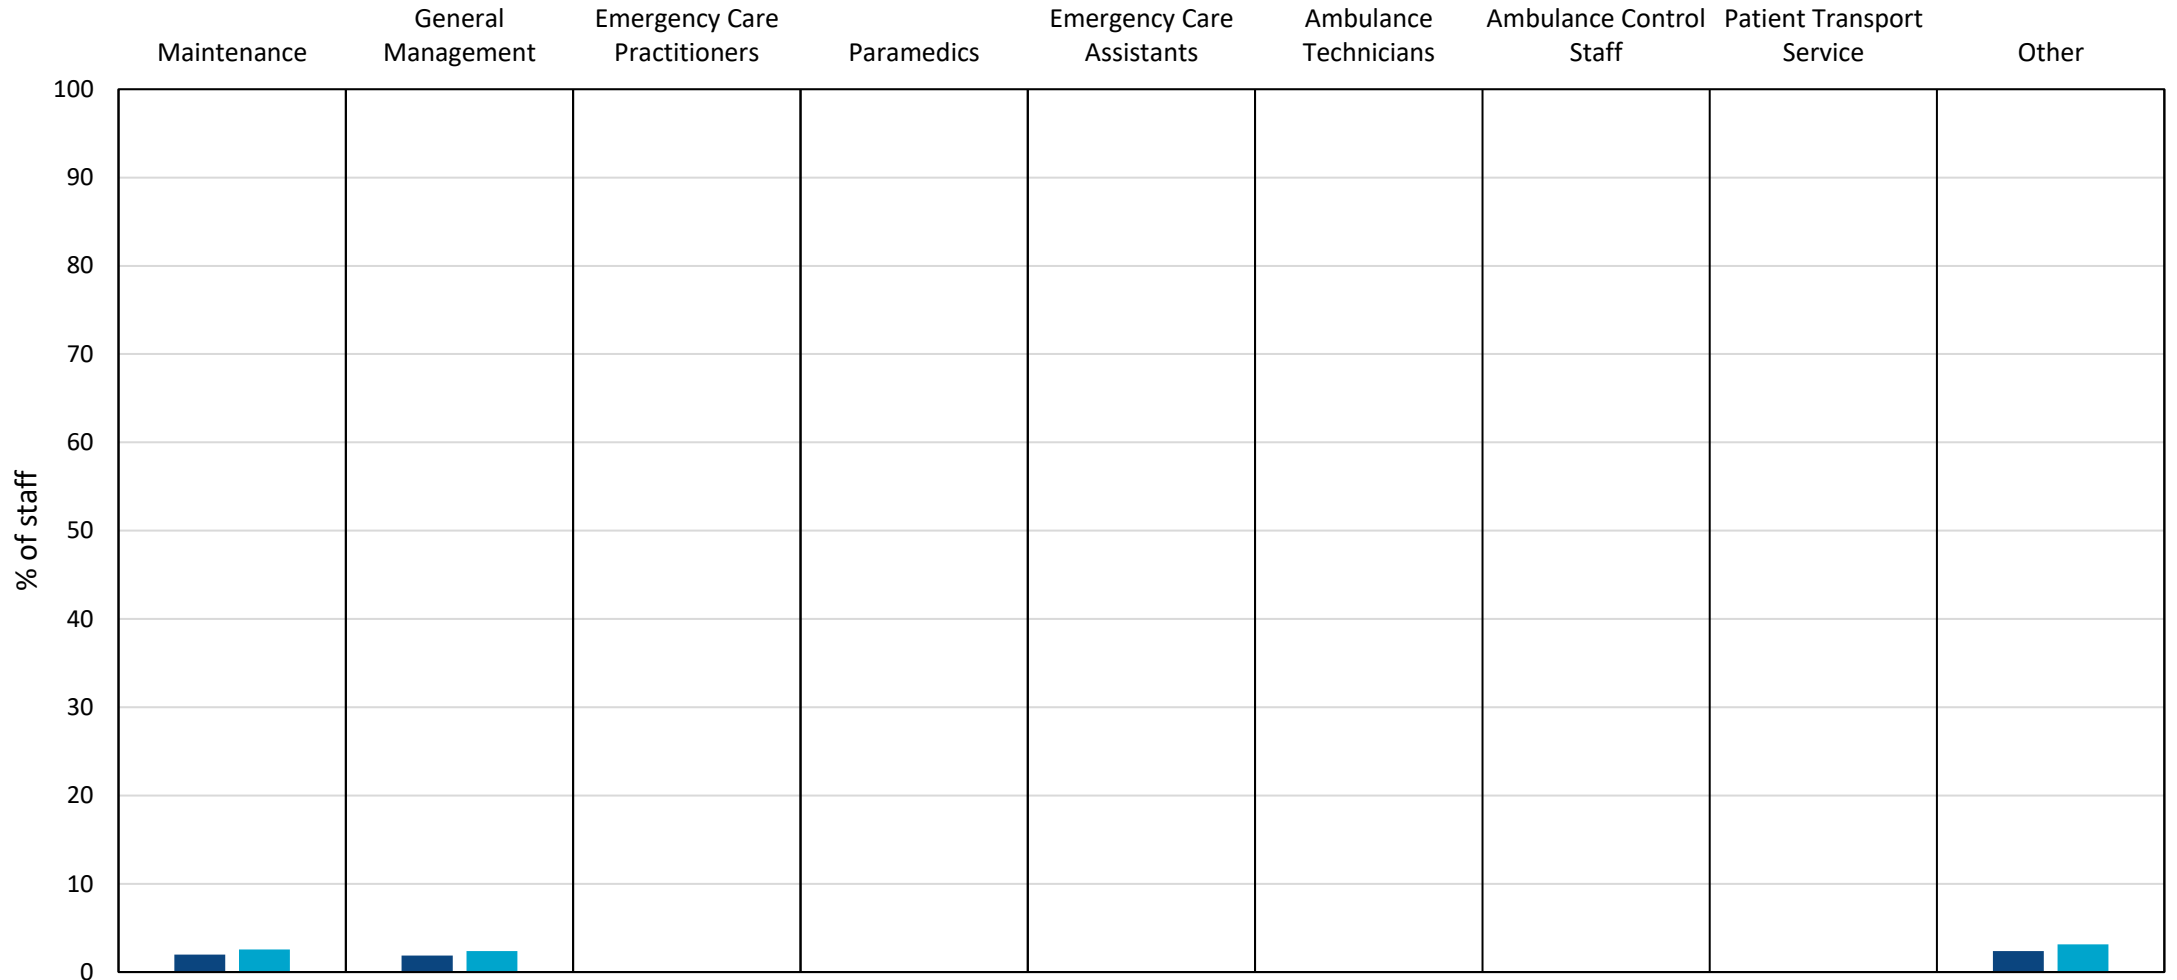 Maintenance
General
Management
Emergency Care
Practitioners
Paramedics
Emergency Care
Assistants
Ambulance
Technicians
Ambulance Control
Staff
Patient Transport
Service
Other
100
90
80
70
60
50
40
30
20
10
0
% of staff